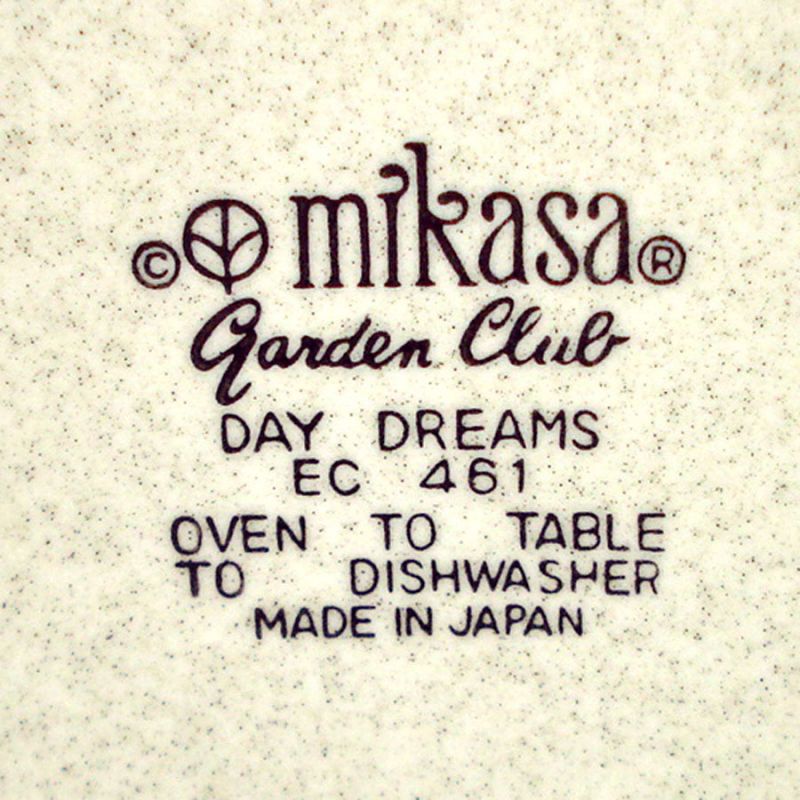 © mikasa ®
Garden Club
DAY DREAMS
EC 461
OVEN TO TABLE
TO DISHWASHER
MADE IN JAPAN